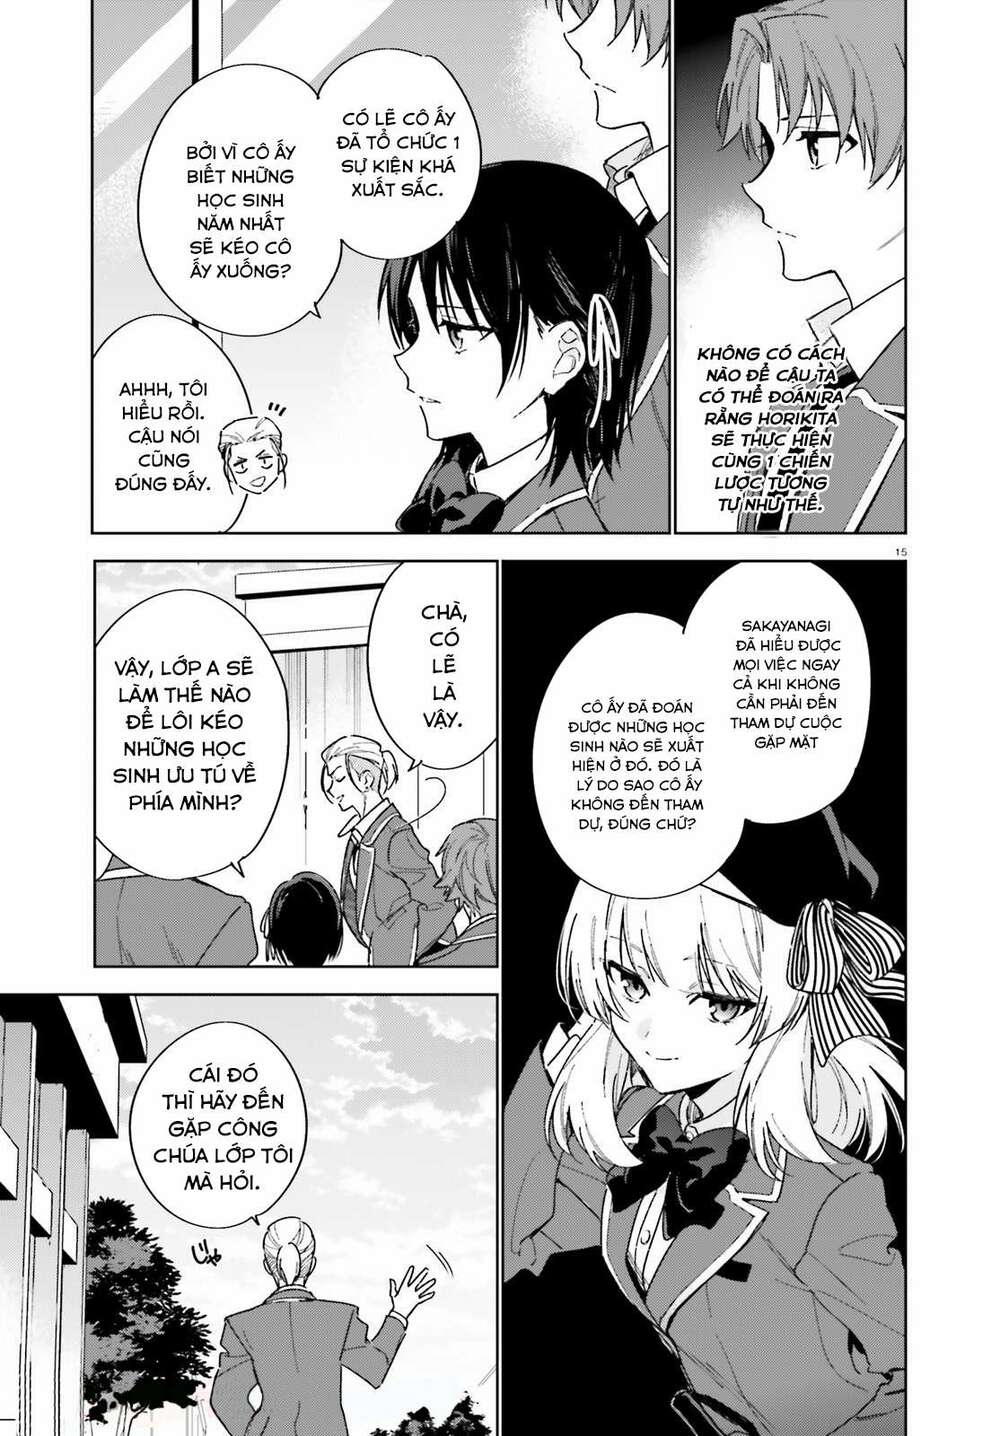 KHÔNG CÓ CÁCH
NÀO ĐỂ CẬU TA
CÓ THỂ ĐOÁN RA
RẰNG HORIKITA
SẼ THỰC HIỆN
CÙNG 1 CHIẾN
LƯỢC TƯƠNG
TỰ NHƯ THẾ.
CÓ LẼ CÔ ẤY
ĐÃ TỔ CHỨC 1
SỰ KIỆN KHÁ
XUẤT SẮC.
BỞI VÌ CÔ ẤY
BIẾT NHỮNG
HỌC SINH
NĂM NHẤT
SẼ KÉO CÔ
ẤY XUỐNG?
AHHH, TÔI
HIỂU RỒI.
CẬU NÓI
CŨNG
ĐÚNG ĐẤY.
15
SAKAYANAGI
ĐÃ HIỂU ĐƯỢC
MỌI VIỆC NGAY
CẢ KHI KHÔNG
CẦN PHẢI ĐẾN
THAM DỰ CUỘC
GẶP MẶT
CÔ ẤY ĐÃ ĐOÁN
ĐƯỢC NHỮNG HỌC
SINH NÀO SẼ XUẤT
HIỆN Ở ĐÓ. ĐÓ LÀ
LÝ DO SAO CÔ ẤY
KHÔNG ĐẾN THAM
DỰ, ĐÚNG CHỨ?
CHÀ,
CÓ
LẼ
LÀ
VẬY.
VẬY, LỚP A SẼ
LÀM THẾ NÀO
ĐỂ LÔI KÉO
NHỮNG HỌC
SINH ƯU TÚ VỀ
PHÍA MÌNH?
CÁI ĐÓ
THÌ HÃY ĐẾN
GẶP CÔNG
CHÚA LỚP TÔI
MÀ HỎI.
じゃ